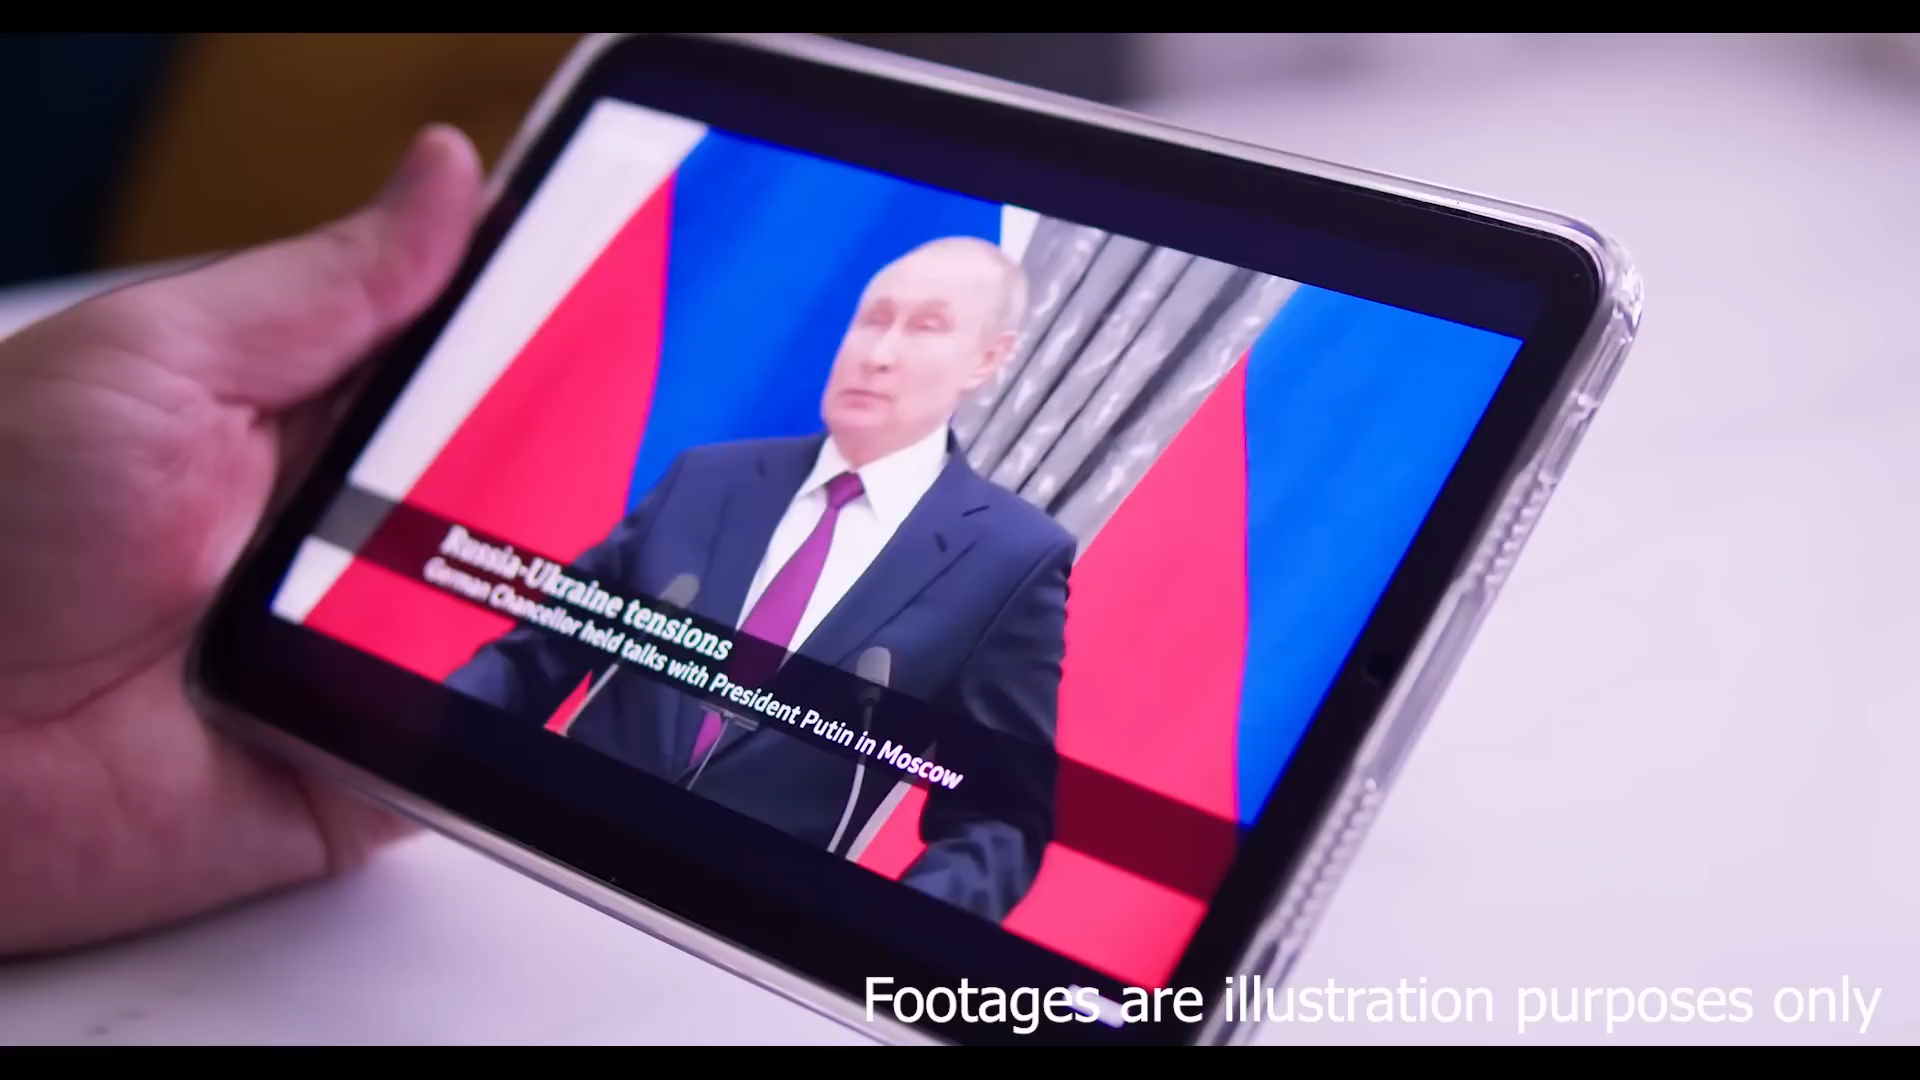 Russia-Ukraine tensions
German Chancellor held talks with President Putin in Moscow
Footages are illustration purposes only